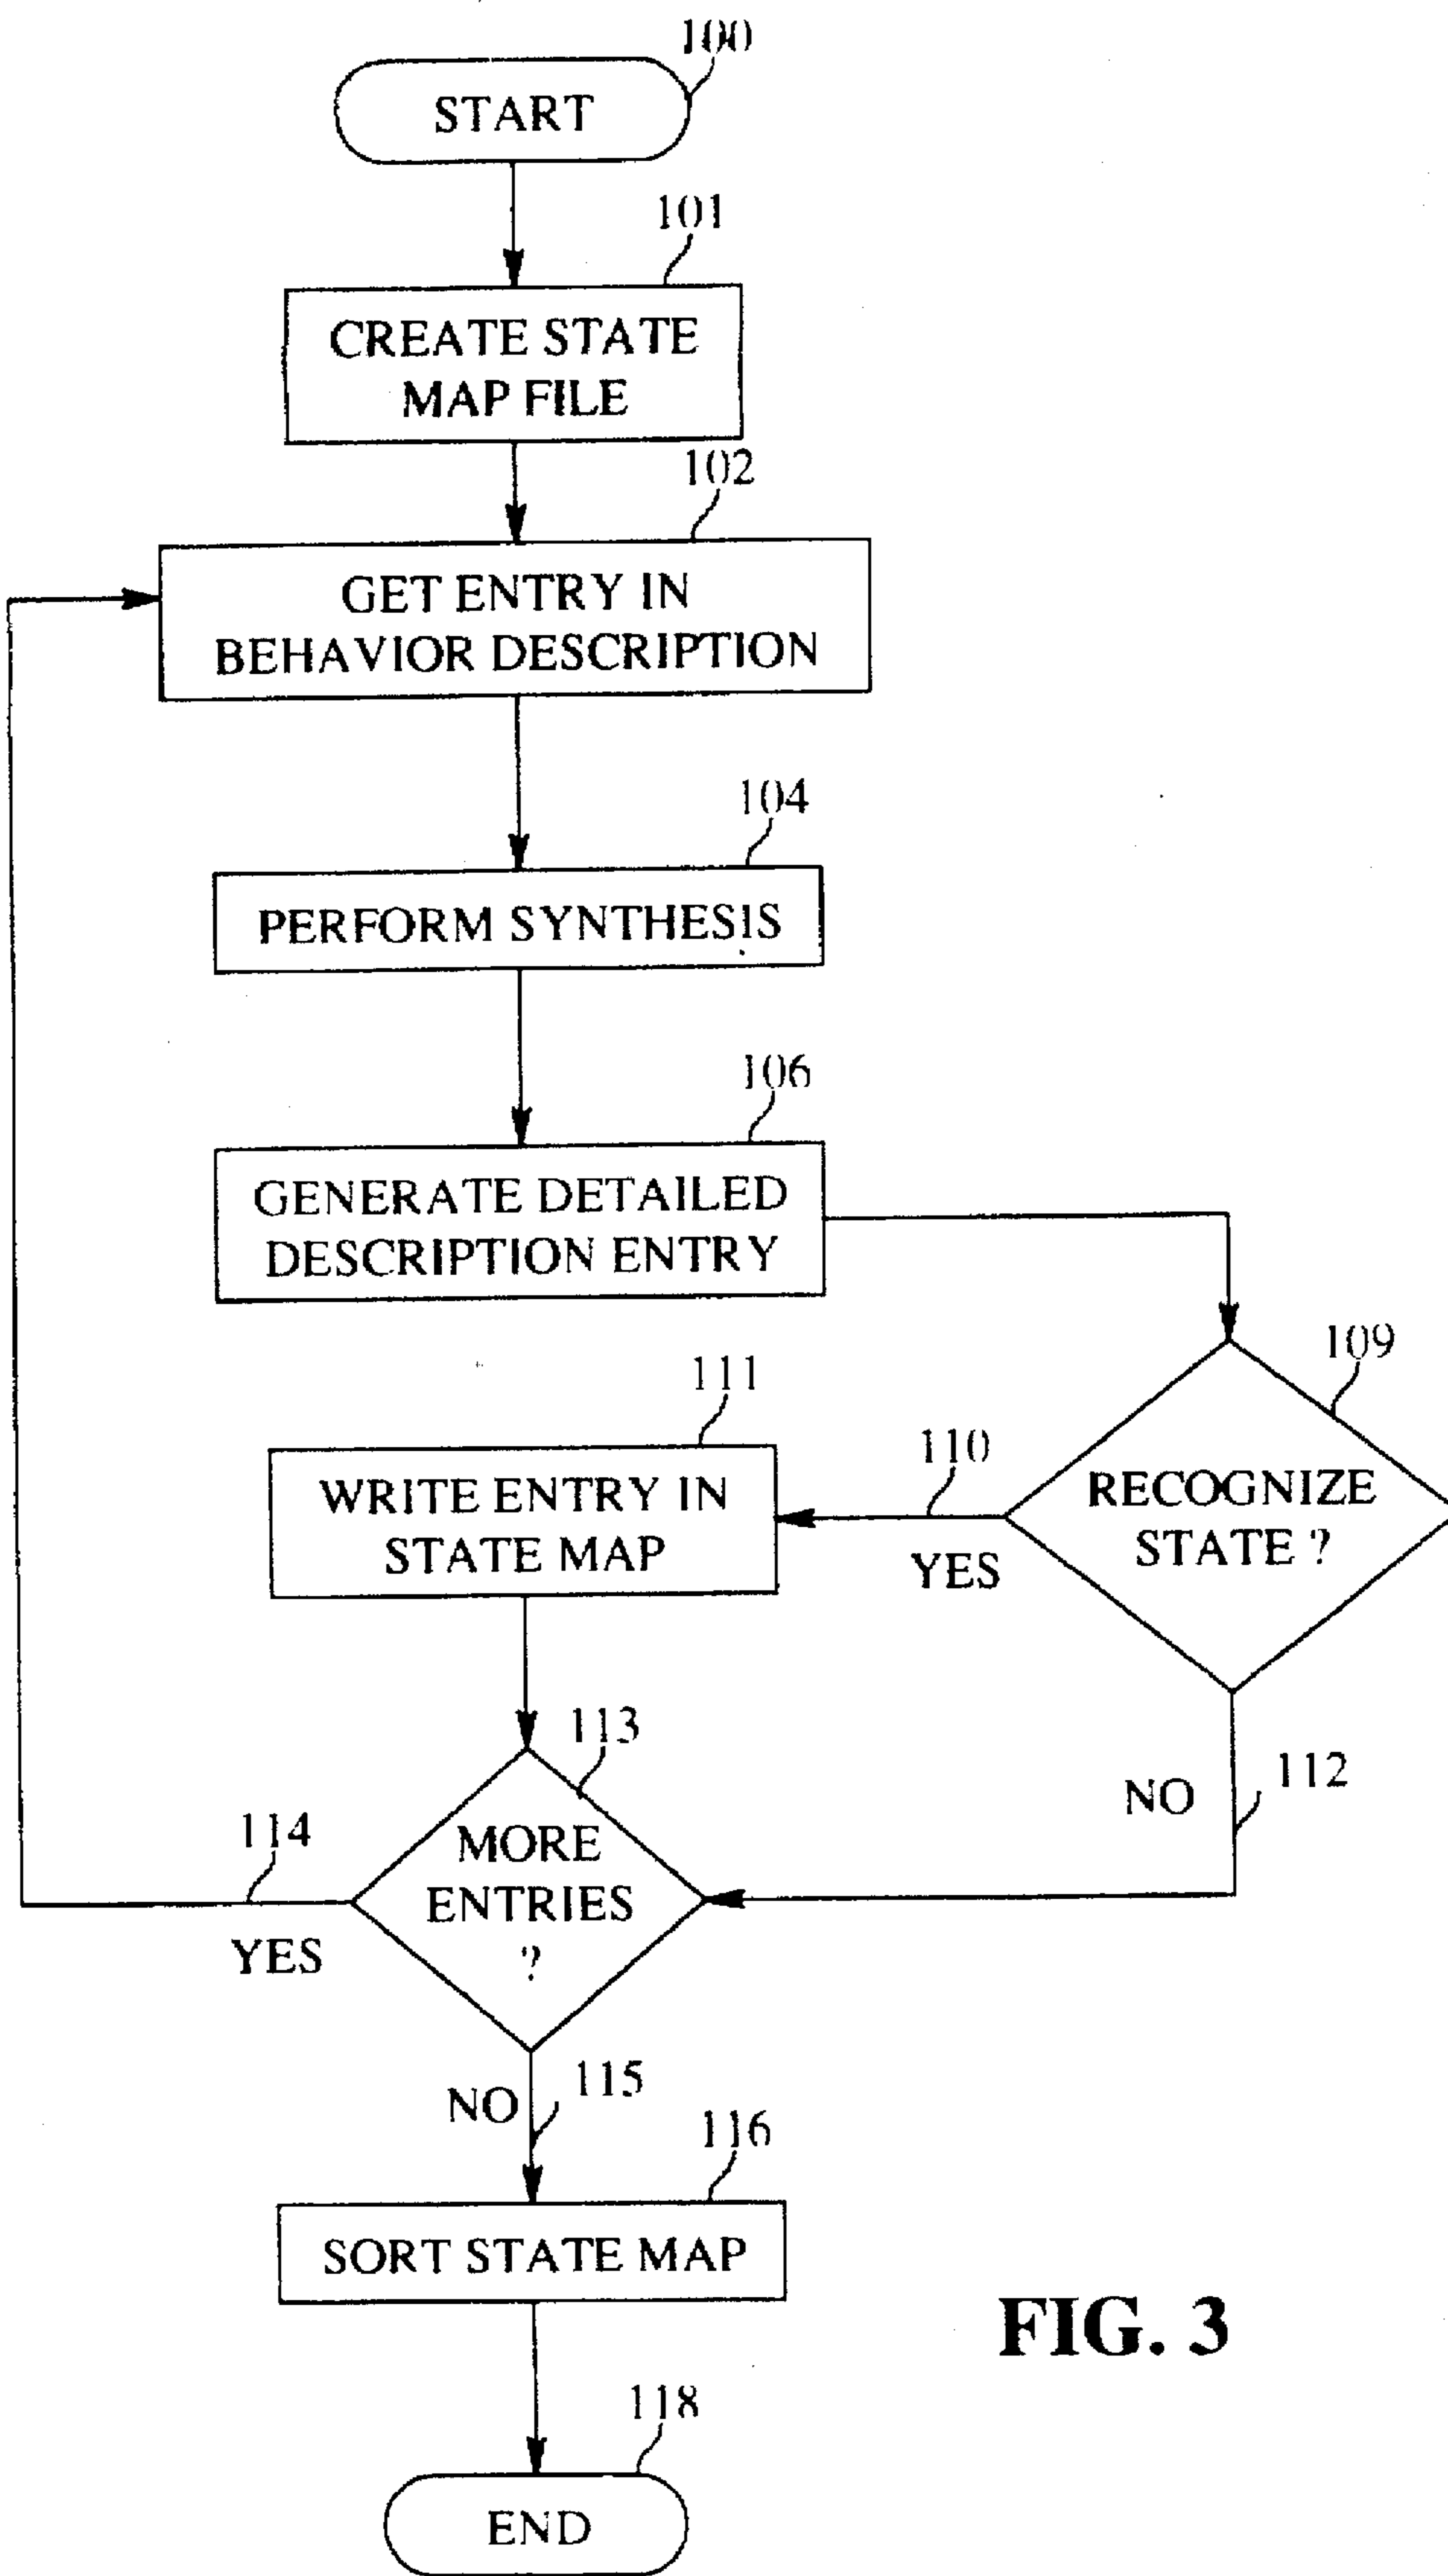 100
START
101
CREATE STATE
MAP FILE
102
GET ENTRY IN
BEHAVIOR DESCRIPTION
104
PERFORM SYNTHESIS
106
GENERATE DETAILED
DESCRIPTION ENTRY
109
RECOGNIZE
STATE ?
110
YES
111
WRITE ENTRY IN
STATE MAP
112
NO
113
MORE
ENTRIES
?
114
YES
115
NO
116
SORT STATE MAP
118
END
FIG. 3